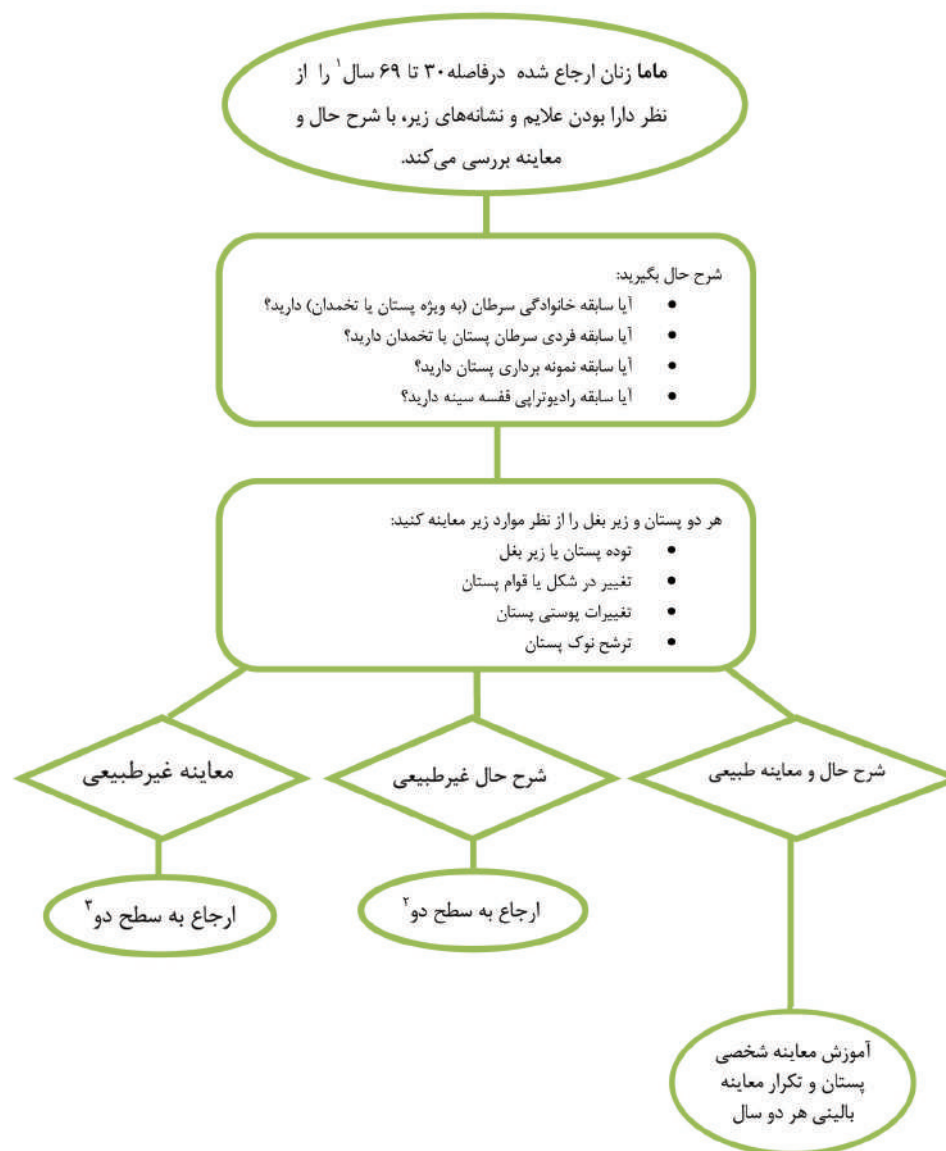 ماما زنان ارجاع شده درفاصله ۳۰ تا ۶۹ سال۱ را از
نظر دارا بودن علایم و نشانه‌های زیر، با شرح حال و
معاینه بررسی می‌کند.
شرح حال بگیرید:
• آیا سابقه خانوادگی سرطان (به ویژه پستان یا تخمدان) دارید؟
• آیا سابقه فردی سرطان پستان یا تخمدان دارید؟
• آیا سابقه نمونه برداری پستان دارید؟
• آیا سابقه رادیوتراپی قفسه سینه دارید؟
هر دو پستان و زیر بغل را از نظر موارد زیر معاینه کنید:
• توده پستان یا زیر بغل
• تغییر در شکل یا قوام پستان
• تغییرات پوستی پستان
• ترشح نوک پستان
شرح حال و معاینه طبیعی
شرح حال غیرطبیعی
معاینه غیرطبیعی
ارجاع به سطح دو۲
ارجاع به سطح دو۳
آموزش معاینه شخصی
پستان و تکرار معاینه
بالینی هر دو سال